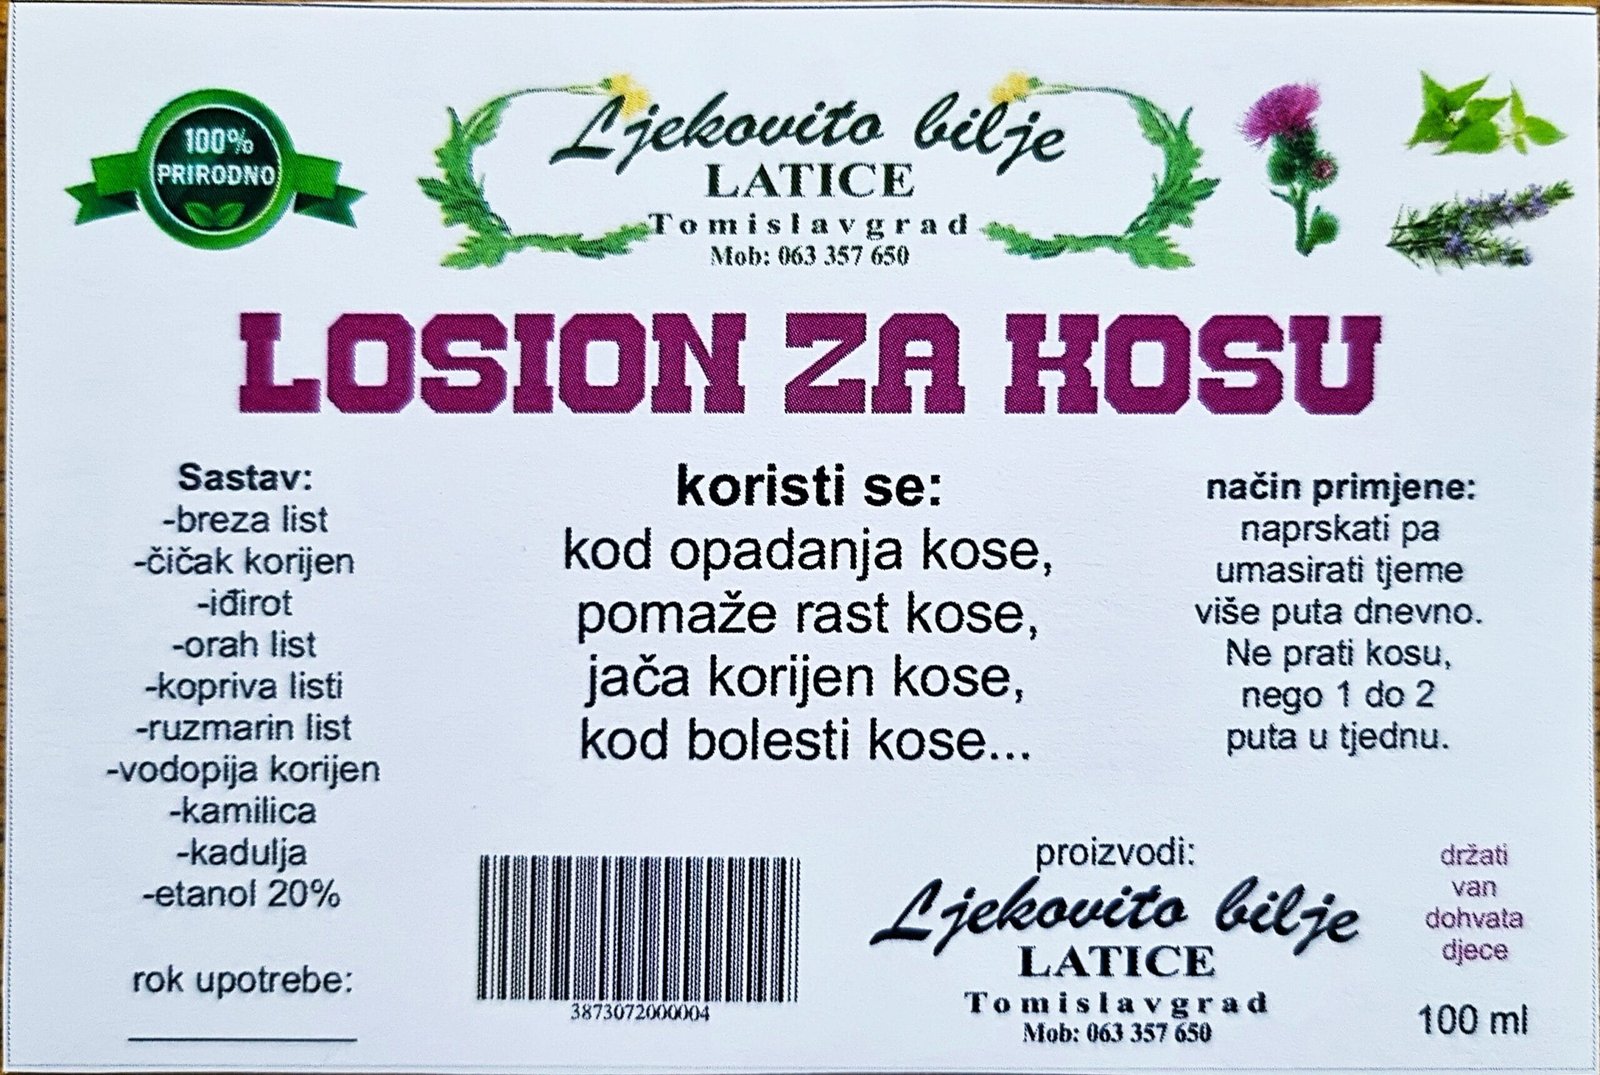 100%
PRIRODNO
Ljekovito bilje
LATICE
Tomislavgrad
Mob: 063 357 650
LOSION ZA KOSU
Sastav:
-breza list
-čičak korijen
-iđirot
-orah list
-kopriva listi
-ruzmarin list
-vodopija korijen
-kamilica
-kadulja
-etanol 20%
rok upotrebe:
koristi se:
kod opadanja kose,
pomaže rast kose,
jača korijen kose,
kod bolesti kose...
način primjene:
naprskati pa
umasirati tjeme
više puta dnevno.
Ne prati kosu,
nego 1 do 2
puta u tjednu.
3873072000004
proizvodi:
Ljekovito bilje
LATICE
Tomislavgrad
Mob: 063 357 650
držati
van
dohvata
djece
100 ml